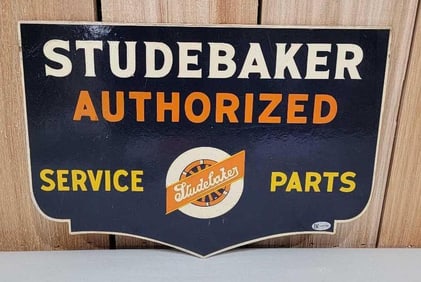 STUDEBAKER
AUTHORIZED
SERVICE Studebaker PARTS